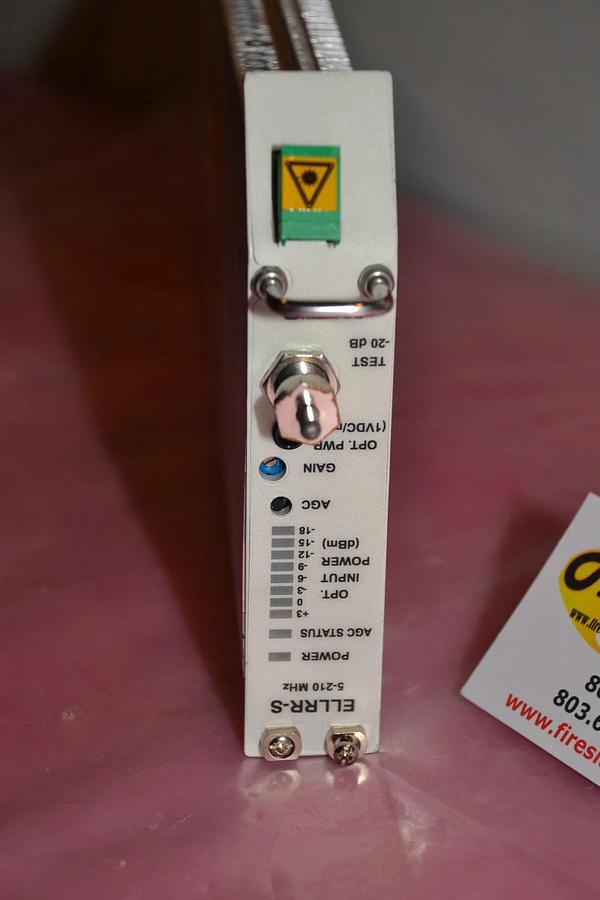 ELLRR-S
5-210 MHz
POWER
AGC STATUS
+3
0
-3
-6
-9
-12
-15
-18
OPT.
INPUT
POWER
(dBm)
AGC
GAIN
OPT. PWR
(1VDC/
TEST
-20 dB
803.6
www.firesh